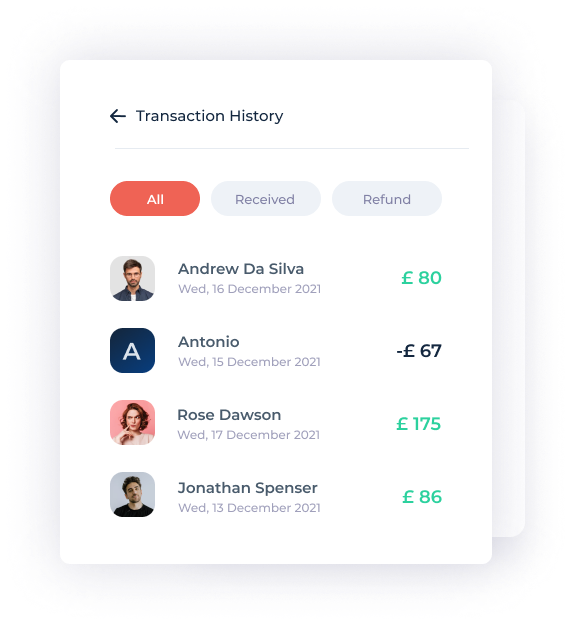 Transaction History
All Received Refund
Andrew Da Silva
Wed, 16 December 2021
£ 80
A
Antonio
Wed, 15 December 2021
-£ 67
Rose Dawson
Wed, 17 December 2021
£ 175
Jonathan Spenser
Wed, 13 December 2021
£ 86